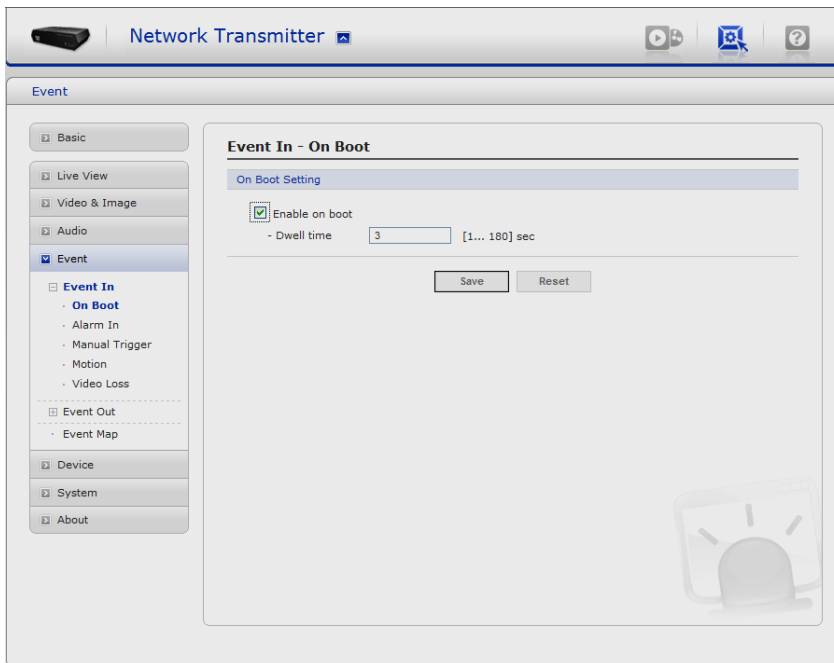 Network Transmitter
?
Event
Basic
Live View
Video & Image
Audio
Event
Event In
On Boot
Alarm In
Manual Trigger
Motion
Video Loss
Event Out
Event Map
Device
System
About
Event In - On Boot
On Boot Setting
Enable on boot
- Dwell time 3 [1... 180] sec
Save Reset